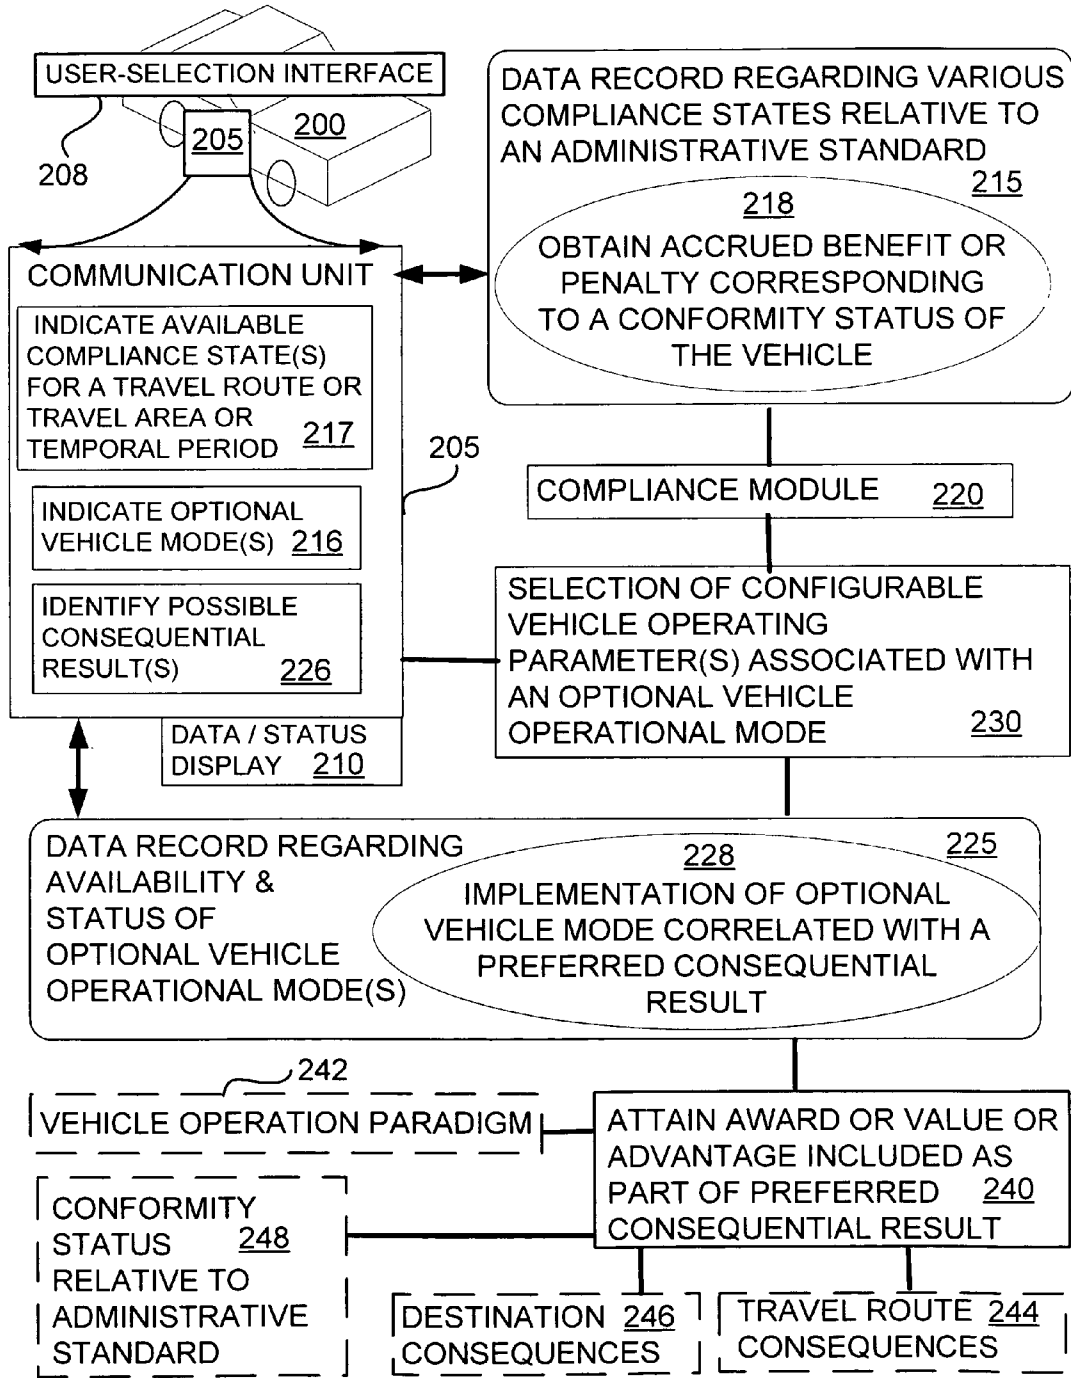 USER-SELECTION INTERFACE
208
205
200
DATA RECORD REGARDING VARIOUS
COMPLIANCE STATES RELATIVE TO
AN ADMINISTRATIVE STANDARD
215
218
OBTAIN ACCRUED BENEFIT OR
PENALTY CORRESPONDING
TO A CONFORMITY STATUS OF
THE VEHICLE
COMMUNICATION UNIT
INDICATE AVAILABLE
COMPLIANCE STATE(S)
FOR A TRAVEL ROUTE OR
TRAVEL AREA OR
TEMPORAL PERIOD 217
205
INDICATE OPTIONAL
VEHICLE MODE(S) 216
IDENTIFY POSSIBLE
CONSEQUENTIAL
RESULT(S) 226
DATA / STATUS
DISPLAY 210
COMPLIANCE MODULE 220
SELECTION OF CONFIGURABLE
VEHICLE OPERATING
PARAMETER(S) ASSOCIATED WITH
AN OPTIONAL VEHICLE
OPERATIONAL MODE 230
DATA RECORD REGARDING
AVAILABILITY &
STATUS OF
OPTIONAL VEHICLE
OPERATIONAL MODE(S)
225
228
IMPLEMENTATION OF OPTIONAL
VEHICLE MODE CORRELATED WITH A
PREFERRED CONSEQUENTIAL
RESULT
242
VEHICLE OPERATION PARADIGM
ATTAIN AWARD OR VALUE OR
ADVANTAGE INCLUDED AS
PART OF PREFERRED 240
CONSEQUENTIAL RESULT
CONFORMITY
STATUS 248
RELATIVE TO
ADMINISTRATIVE
STANDARD
DESTINATION 246
CONSEQUENCES
TRAVEL ROUTE 244
CONSEQUENCES